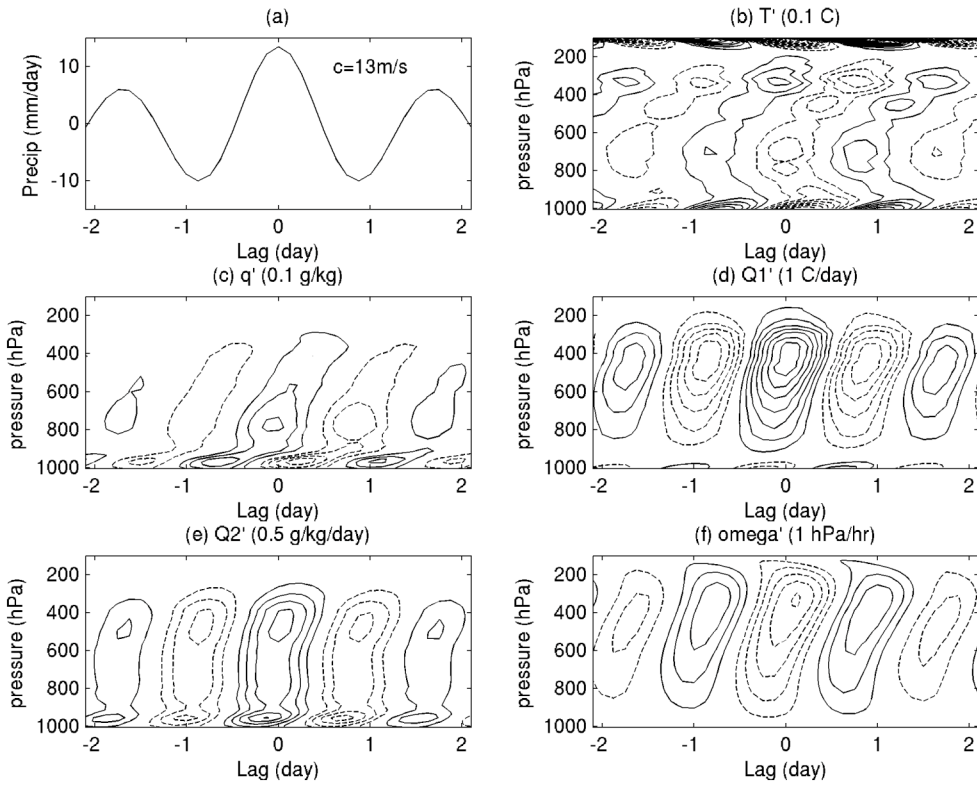 (a)
c=13m/s
Precip (mm/day)
10
0
-10
-2 -1 0 1 2
Lag (day)
(b) T' (0.1 C)
pressure (hPa)
200
400
600
800
1000
-2 -1 0 1 2
Lag (day)
(c) q' (0.1 g/kg)
pressure (hPa)
200
400
600
800
1000
-2 -1 0 1 2
Lag (day)
(d) Q1' (1 C/day)
pressure (hPa)
200
400
600
800
1000
-2 -1 0 1 2
Lag (day)
(e) Q2' (0.5 g/kg/day)
pressure (hPa)
200
400
600
800
1000
-2 -1 0 1 2
Lag (day)
(f) omega' (1 hPa/hr)
pressure (hPa)
200
400
600
800
1000
-2 -1 0 1 2
Lag (day)